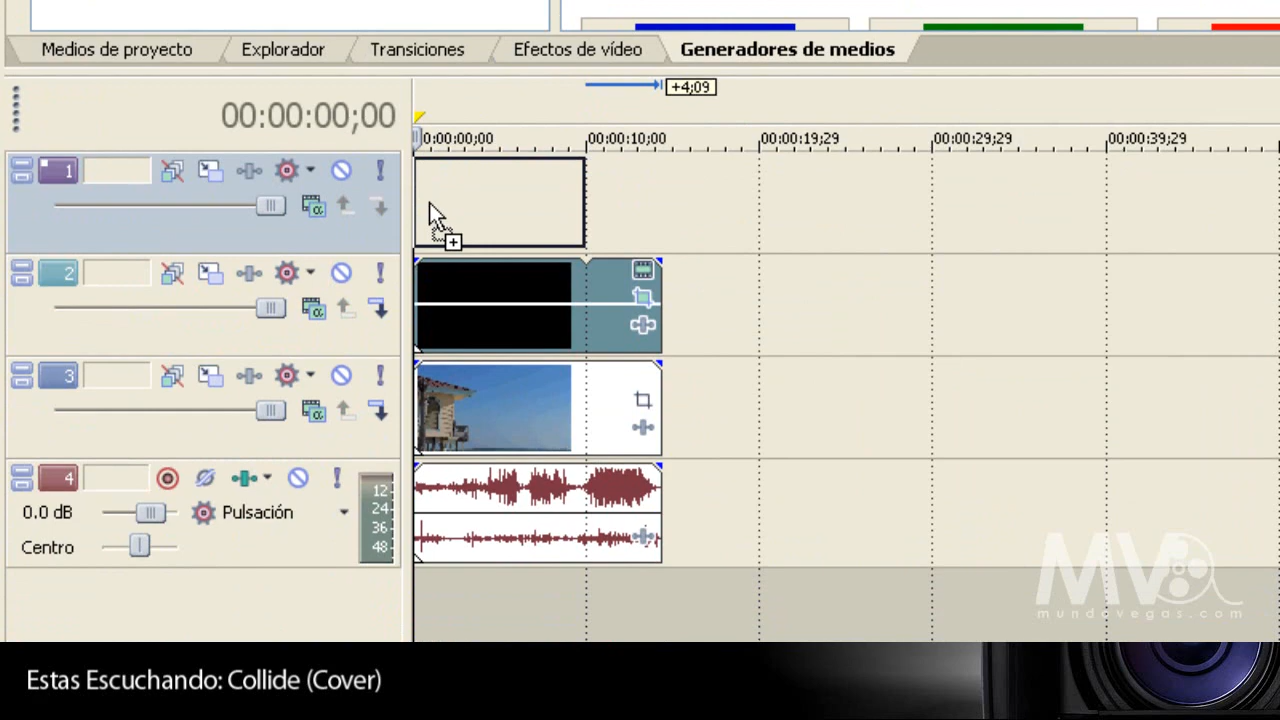 Medios de proyecto Explorador Transiciones Efectos de vídeo Generadores de medios
+4;09
00:00:00;00
0:00:00;00 00:00:10;00 00:00:19;29 00:00:29;29 00:00:39;29
1
2
3
4
12
24
36
48
0.0 dB Pulsación
Centro
MV
mundovegas.com
Estas Escuchando: Collide (Cover)